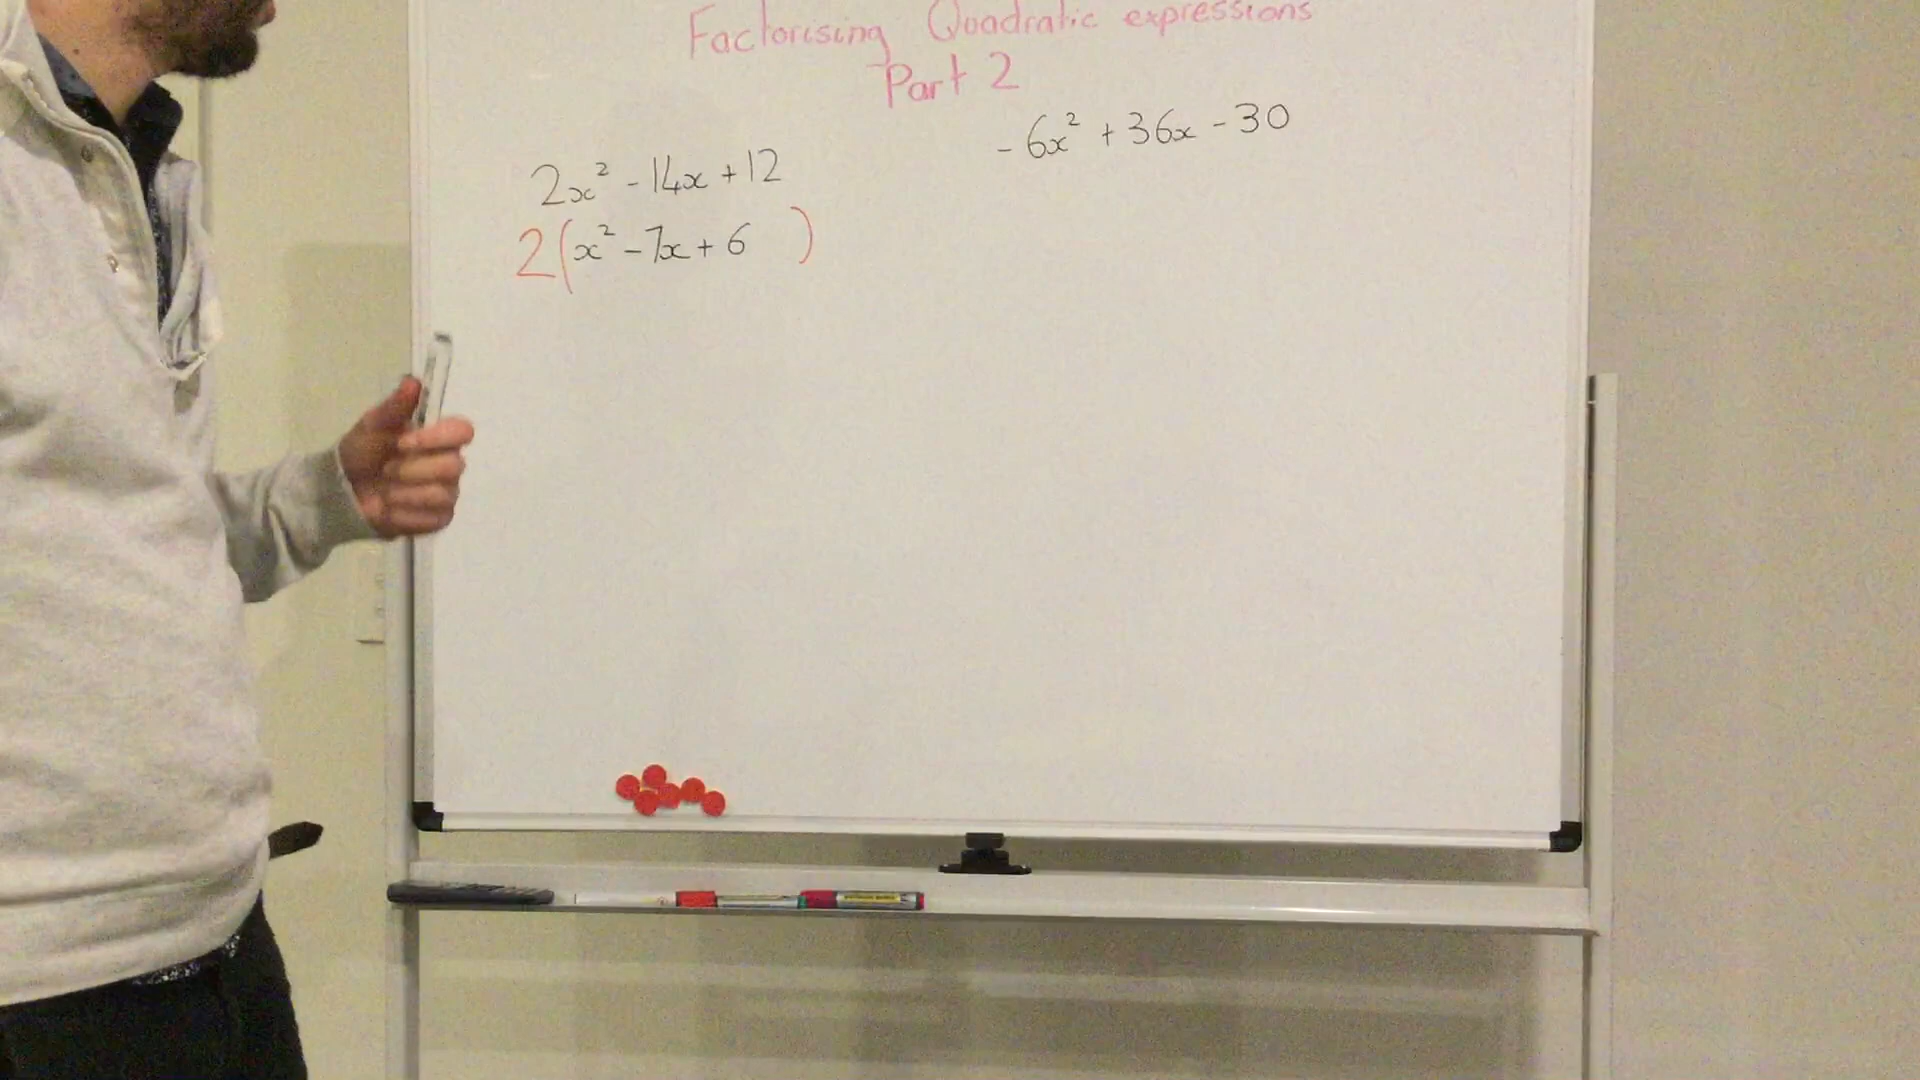 Factorising Quadratic expressions
Part 2
2x² - 14x + 12
2(x² - 7x + 6 )
- 6x² + 36x - 30